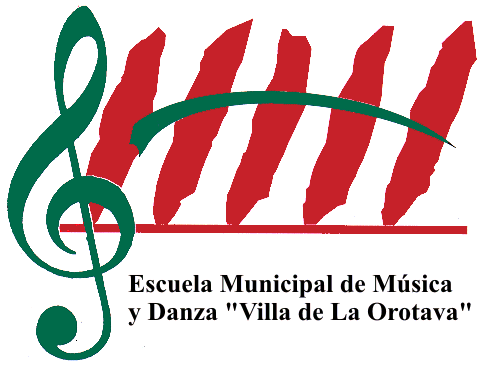 Escuela Municipal de Música
y Danza "Villa de La Orotava"